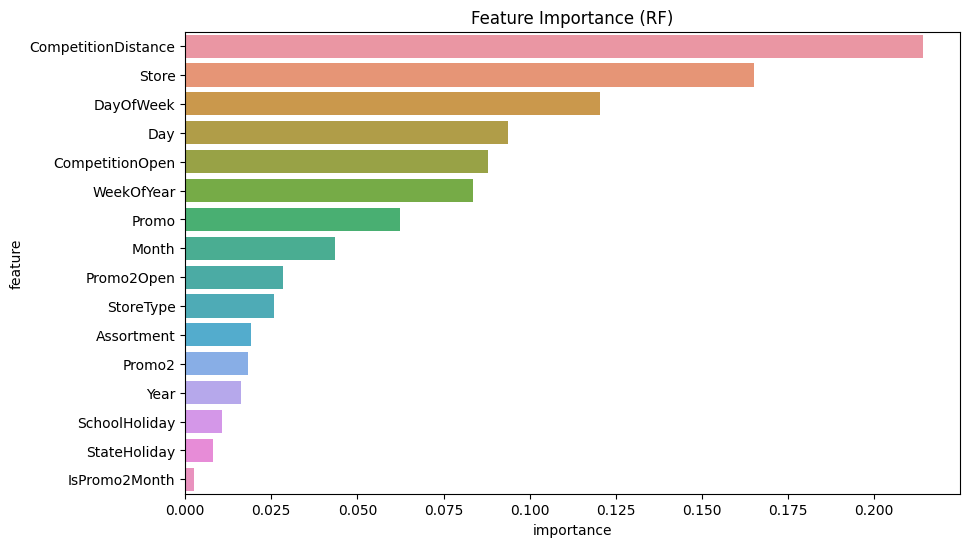 Feature Importance (RF)
CompetitionDistance
Store
DayOfWeek
Day
CompetitionOpen
WeekOfYear
Promo
Month
Promo2Open
StoreType
Assortment
Promo2
Year
SchoolHoliday
StateHoliday
IsPromo2Month
feature
0.000 0.025 0.050 0.075 0.100 0.125 0.150 0.175 0.200
importance